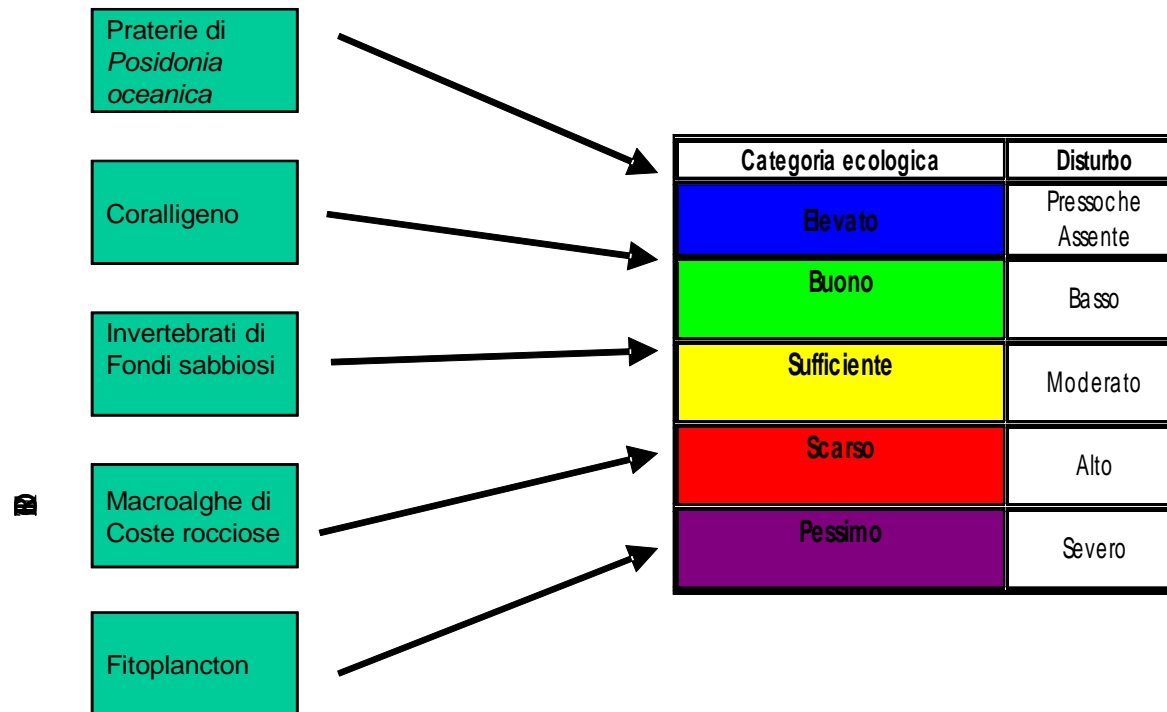 Praterie di
Posidonia
oceanica
Coralligeno
Invertebrati di
Fondi sabbiosi
Macroalghe di
Coste rocciose
Fitoplancton
Categoria ecologica Disturbo
Elevato Pressoche
Assente
Buono Basso
Sufficiente Moderato
Scarso Alto
Pessimo Severo